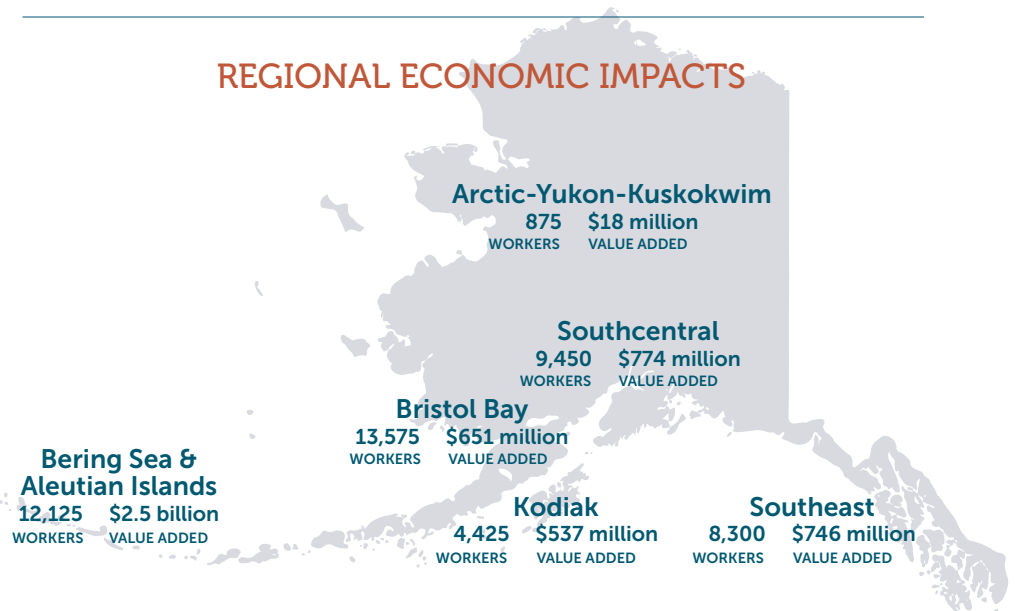 REGIONAL ECONOMIC IMPACTS
Arctic-Yukon-Kuskokwim
875 $18 million
WORKERS VALUE ADDED
Southcentral
9,450 $774 million
WORKERS VALUE ADDED
Bristol Bay
13,575 $651 million
WORKERS VALUE ADDED
Bering Sea &
Aleutian Islands
12,125 $2.5 billion
WORKERS VALUE ADDED
Kodiak
4,425 $537 million
WORKERS VALUE ADDED
Southeast
8,300 $746 million
WORKERS VALUE ADDED